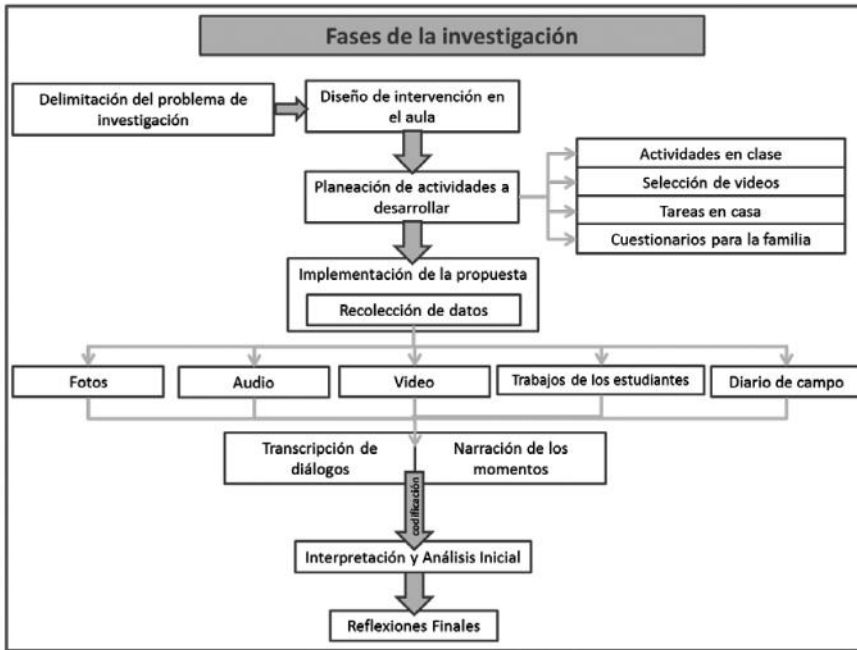 Fases de la investigación
Delimitación del problema de
investigación
Diseño de intervención en
el aula
Planeación de actividades a
desarrollar
Actividades en clase
Selección de videos
Tareas en casa
Cuestionarios para la familia
Implementación de la propuesta
Recolección de datos
Fotos
Audio
Video
Trabajos de los estudiantes
Diario de campo
Transcripción de
diálogos
Narración de los
momentos
codificación
Interpretación y Análisis Inicial
Reflexiones Finales